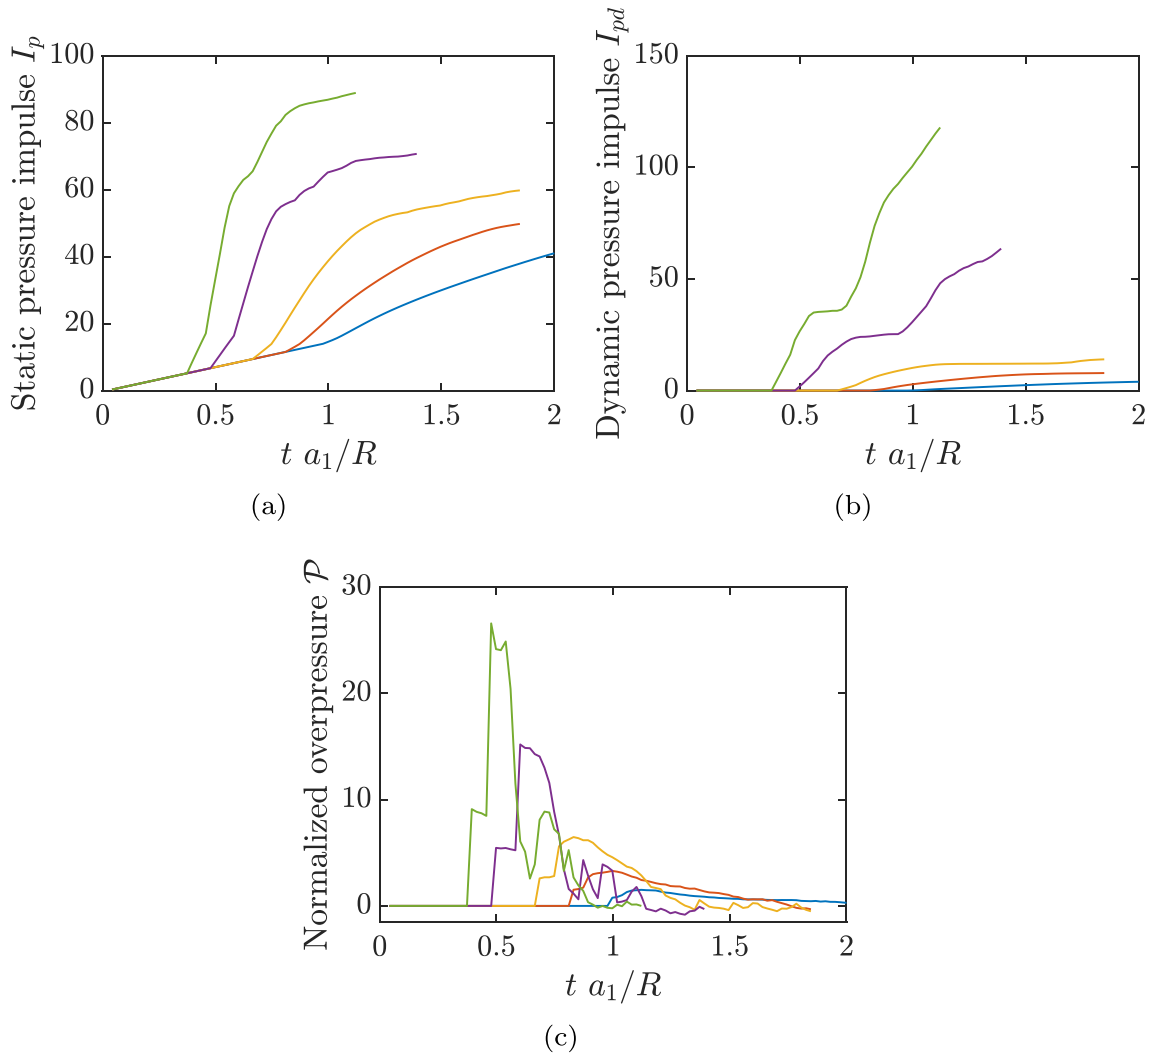 Static pressure impulse I_p
100
80
60
40
20
0
0 0.5 1 1.5 2
t a_1/R
(a)
Dynamic pressure impulse I_{pd}
150
100
50
0
0 0.5 1 1.5 2
t a_1/R
(b)
Normalized overpressure 𝒫
30
20
10
0
0 0.5 1 1.5 2
t a_1/R
(c)